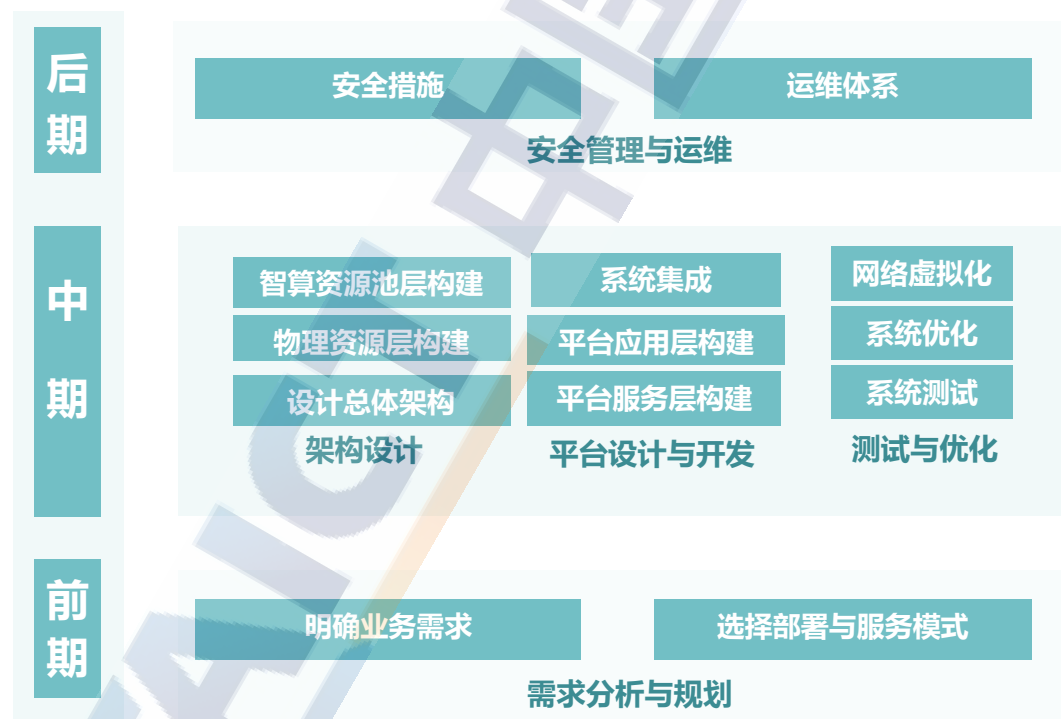 后期
安全措施
运维体系
安全管理与运维
中期
智算资源池层构建
物理资源层构建
设计总体架构
架构设计
系统集成
平台应用层构建
平台服务层构建
平台设计与开发
网络虚拟化
系统优化
系统测试
测试与优化
前期
明确业务需求
选择部署与服务模式
需求分析与规划